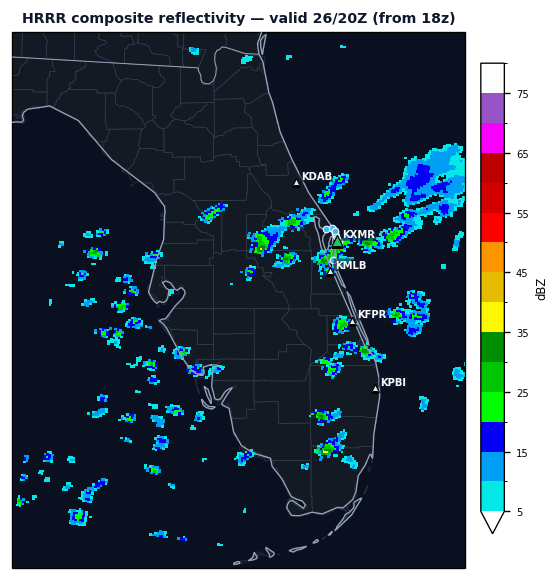 HRRR composite reflectivity — valid 26/20Z (from 18z)
KDAB
KXMR
KMLB
KFPR
KPBI
75
65
55
45
35
25
15
5
dBZ